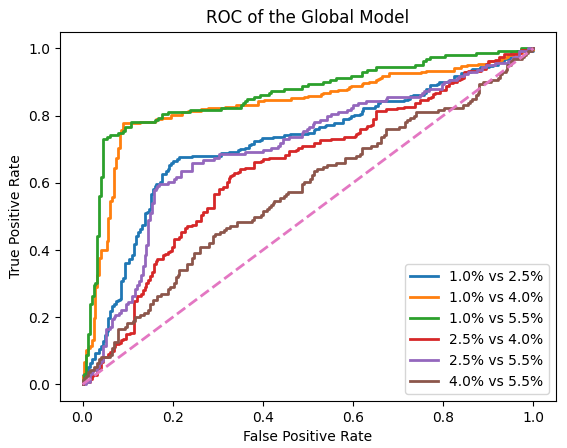 ROC of the Global Model
True Positive Rate
1.0
0.8
0.6
0.4
0.2
0.0
1.0% vs 2.5%
1.0% vs 4.0%
1.0% vs 5.5%
2.5% vs 4.0%
2.5% vs 5.5%
4.0% vs 5.5%
0.0 0.2 0.4 0.6 0.8 1.0
False Positive Rate